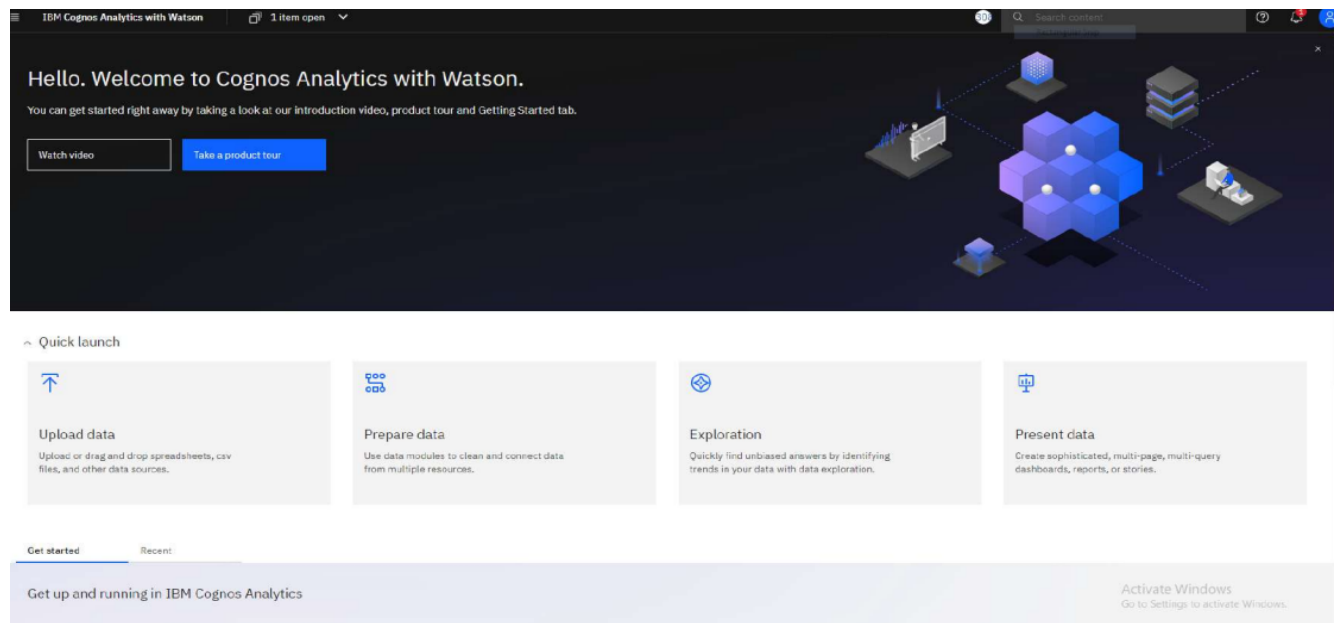 IBM Cognos Analytics with Watson
1 item open
Search content
Hello. Welcome to Cognos Analytics with Watson.
You can get started right away by taking a look at our introduction video, product tour and Getting Started tab.
Watch video
Take a product tour
Quick launch
Upload data
Upload or drag and drop spreadsheets, csv
files, and other data sources.
Prepare data
Use data modules to clean and connect data
from multiple resources.
Exploration
Quickly find unbiased answers by identifying
trends in your data with data exploration.
Present data
Create sophisticated, multi-page, multi-query
dashboards, reports, or stories.
Get started
Recent
Get up and running in IBM Cognos Analytics
Activate Windows
Go to Settings to activate Windows.